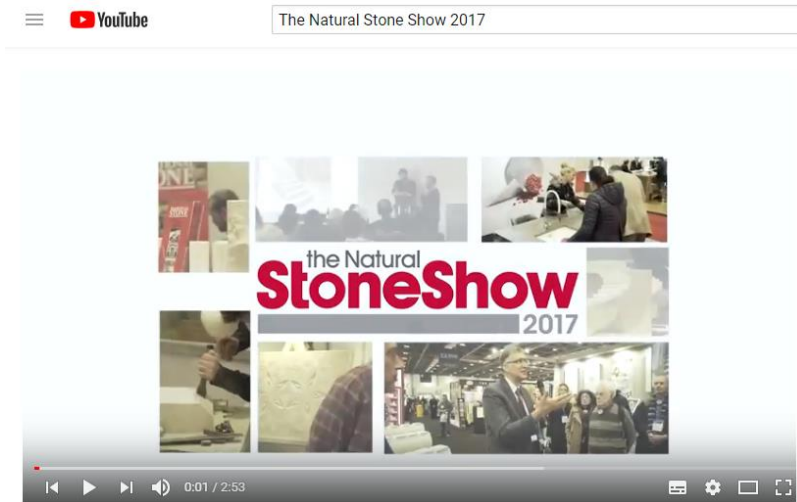 YouTube
The Natural Stone Show 2017
the Natural
StoneShow
2017
0:01 / 2:53